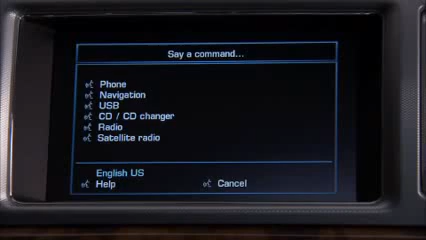 Say a command...
Phone
Navigation
USB
CD / CD changer
Radio
Satellite radio
English US
Help Cancel